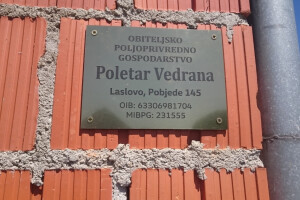 OBITELJSKO
POLJOPRIVREDNO
GOSPODARSTVO
Poletar Vedrana
Laslovo, Pobjede 145
OIB: 63306981704
MIBPG: 231555